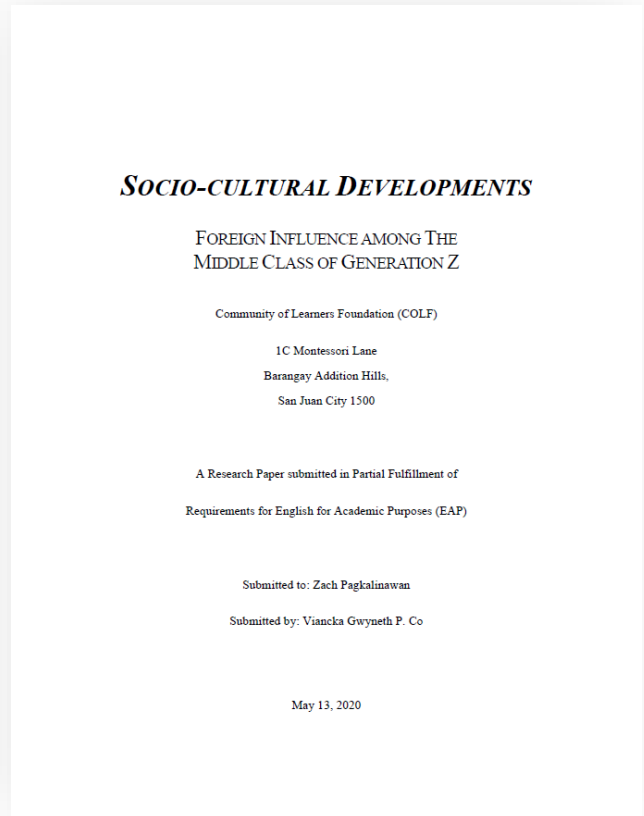 SOCIO-CULTURAL DEVELOPMENTS
FOREIGN INFLUENCE AMONG THE
MIDDLE CLASS OF GENERATION Z
Community of Learners Foundation (COLF)
1C Montessori Lane
Barangay Addition Hills,
San Juan City 1500
A Research Paper submitted in Partial Fulfillment of
Requirements for English for Academic Purposes (EAP)
Submitted to: Zach Pagkalinawan
Submitted by: Viancka Gwyneth P. Co
May 13, 2020